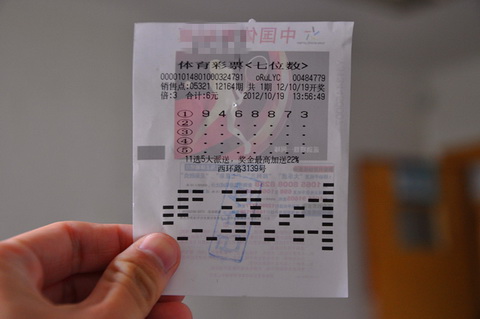 体育彩票<七位数>
00001014801000324791 oRuLYC 00484779
销售点:05321 12164期 共 1期 12/10/19开奖
倍:3 合计:6元 2012/10/19 13:56:49
① 9 4 6 8 8 7 3
② - - - - - - -
③ - - - - - - -
④ - - - - - - -
⑤ - - - - - - -
11选5大派送，奖金最高加送22%
西环路3139号